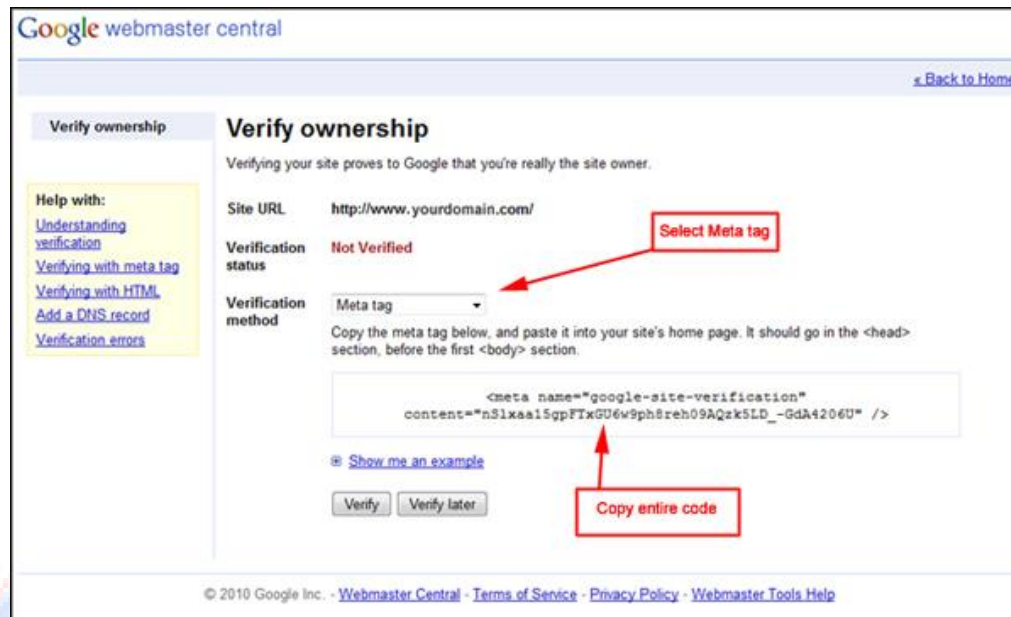 Google webmaster central
« Back to Home
Verify ownership
Help with:
Understanding
verification
Verifying with meta tag
Verifying with HTML
Add a DNS record
Verification errors
Verify ownership
Verifying your site proves to Google that you're really the site owner.
Site URL http://www.yourdomain.com/
Select Meta tag
Verification
status
Not Verified
Verification
method
Meta tag
Copy the meta tag below, and paste it into your site's home page. It should go in the <head>
section, before the first <body> section.
<meta name="google-site-verification"
content="nSlxaa15gpFTxGU6w9ph8reh09AQzk5LD_-GdA4206U" />
Show me an example
Verify Verify later
Copy entire code
© 2010 Google Inc. - Webmaster Central - Terms of Service - Privacy Policy - Webmaster Tools Help